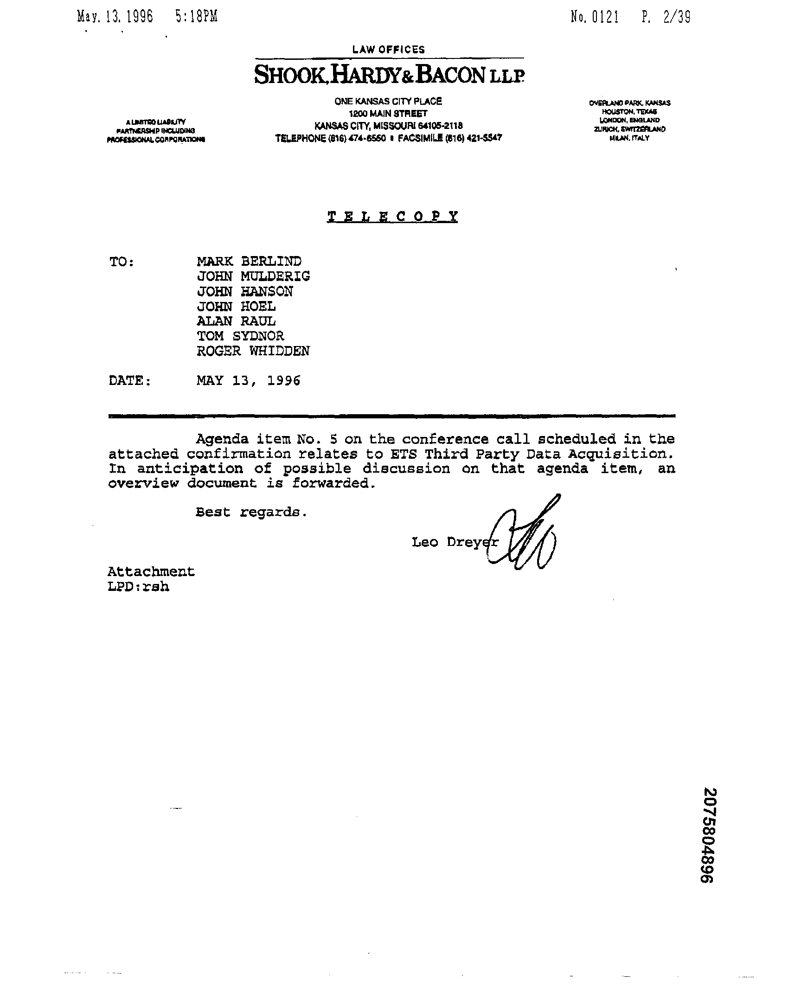 May. 13. 1996 5:18PM No. 0121 P. 2/39
LAW OFFICES
SHOOK, HARDY & BACON LLP.
ONE KANSAS CITY PLACE
1200 MAIN STREET
KANSAS CITY, MISSOURI 64105-2118
TELEPHONE (816) 474-6550 ▪ FACSIMILE (816) 421-5547
A LIMITED LIABILITY
PARTNERSHIP INCLUDING
PROFESSIONAL CORPORATIONS
OVERLAND PARK, KANSAS
HOUSTON, TEXAS
LONDON, ENGLAND
ZURICH, SWITZERLAND
MILAN, ITALY
TELECOPY
TO: MARK BERLIND
JOHN MULDERIG
JOHN HANSON
JOHN HOEL
ALAN RAUL
TOM SYDNOR
ROGER WHIDDEN
DATE: MAY 13, 1996
Agenda item No. 5 on the conference call scheduled in the
attached confirmation relates to ETS Third Party Data Acquisition.
In anticipation of possible discussion on that agenda item, an
overview document is forwarded.
Best regards.
Leo Dreyer
Attachment
LPD:rsh
2075804896